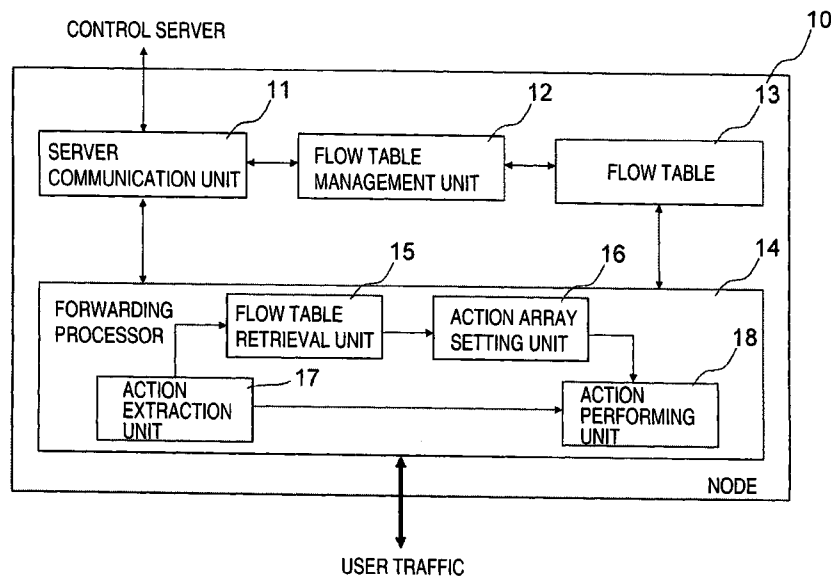 CONTROL SERVER
10
11
12
13
SERVER
COMMUNICATION UNIT
FLOW TABLE
MANAGEMENT UNIT
FLOW TABLE
14
15
16
FORWARDING
PROCESSOR
FLOW TABLE
RETRIEVAL UNIT
ACTION ARRAY
SETTING UNIT
17
18
ACTION
EXTRACTION
UNIT
ACTION
PERFORMING
UNIT
NODE
USER TRAFFIC